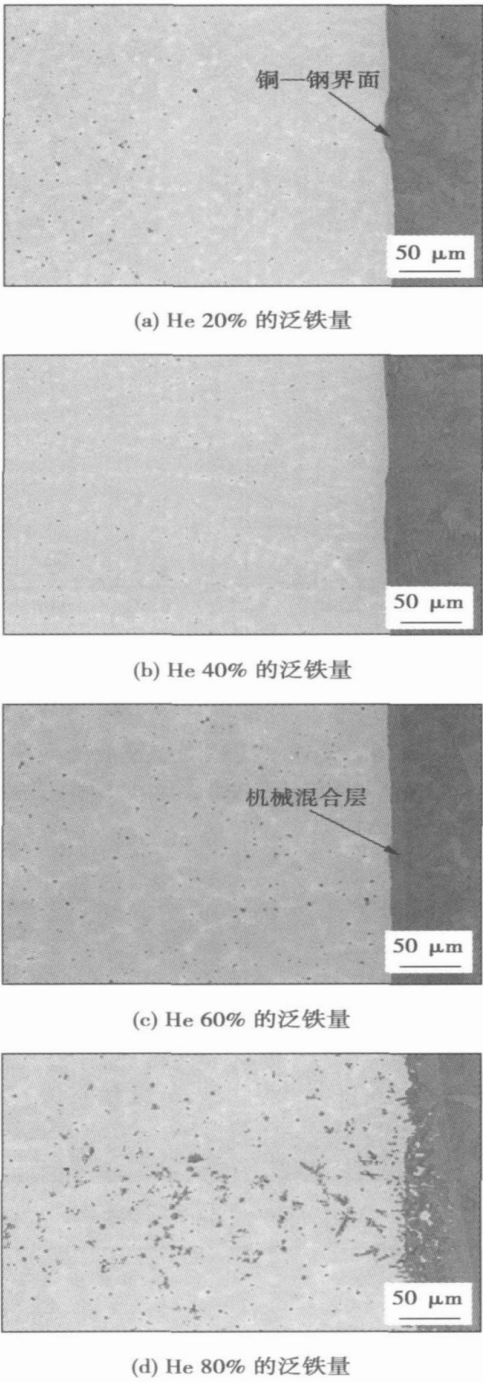 铜—钢界面
50 μm
(a) He 20% 的泛铁量
50 μm
(b) He 40% 的泛铁量
机械混合层
50 μm
(c) He 60% 的泛铁量
50 μm
(d) He 80% 的泛铁量